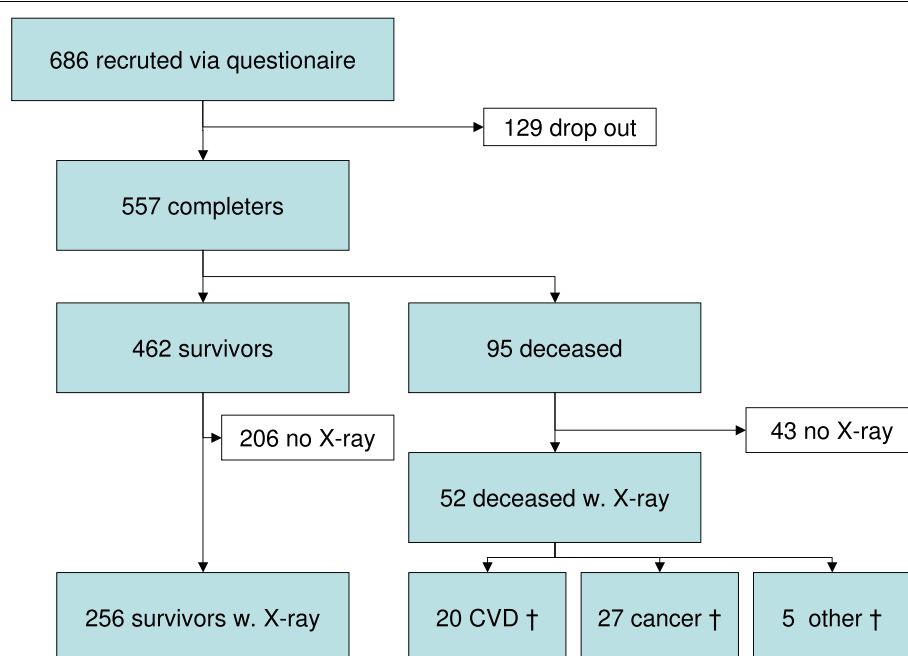 686 recruted via questionaire
129 drop out
557 completers
462 survivors
95 deceased
206 no X-ray
43 no X-ray
52 deceased w. X-ray
256 survivors w. X-ray
20 CVD †
27 cancer †
5 other †